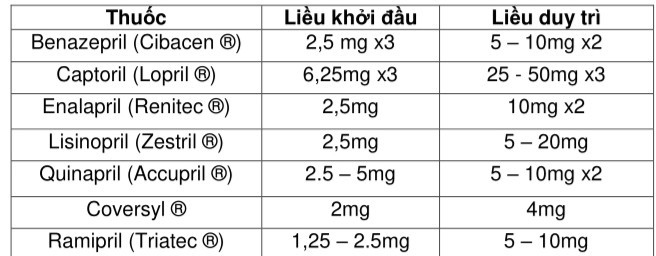 Thuốc Liều khởi đầu Liều duy trì
Benazepril (Cibacen ®) 2,5 mg x3 5 – 10mg x2
Captoril (Lopril ®) 6,25mg x3 25 - 50mg x3
Enalapril (Renitec ®) 2,5mg 10mg x2
Lisinopril (Zestril ®) 2,5mg 5 – 20mg
Quinapril (Accupril ®) 2.5 – 5mg 5 – 10mg x2
Coversyl ® 2mg 4mg
Ramipril (Triatec ®) 1,25 – 2.5mg 5 – 10mg